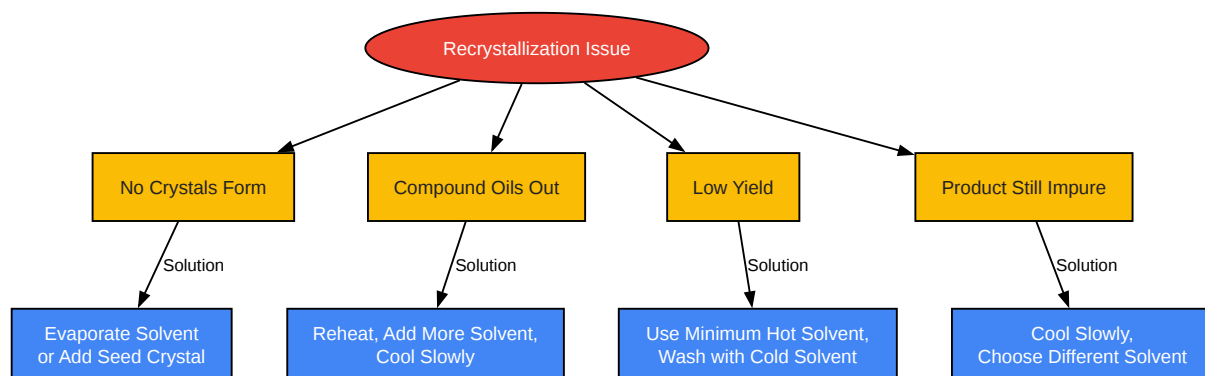 Recrystallization Issue
No Crystals Form
Compound Oils Out
Low Yield
Product Still Impure
Solution
Solution
Solution
Solution
Evaporate Solvent
or Add Seed Crystal
Reheat, Add More Solvent,
Cool Slowly
Use Minimum Hot Solvent,
Wash with Cold Solvent
Cool Slowly,
Choose Different Solvent